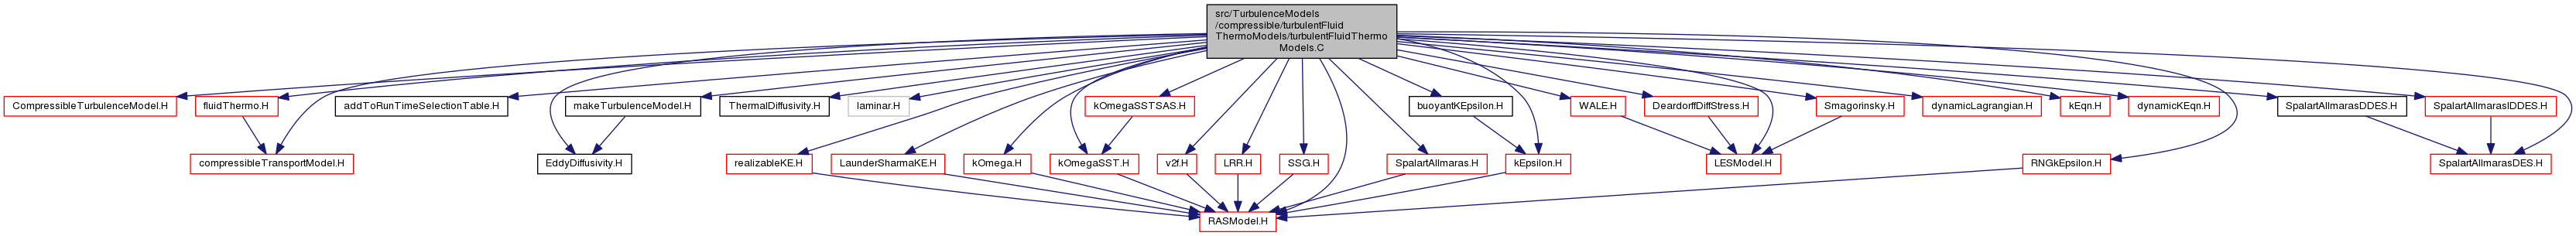 src/TurbulenceModels
/compressible/turbulentFluid
ThermoModels/turbulentFluidThermo
Models.C
CompressibleTurbulenceModel.H
fluidThermo.H
addToRunTimeSelectionTable.H
makeTurbulenceModel.H
ThermalDiffusivity.H
laminar.H
kOmegaSSTSAS.H
buoyantKEpsilon.H
WALE.H
DeardorffDiffStress.H
Smagorinsky.H
dynamicLagrangian.H
kEqn.H
dynamicKEqn.H
SpalartAllmarasDDES.H
SpalartAllmarasIDDES.H
compressibleTransportModel.H
EddyDiffusivity.H
realizableKE.H
LaunderSharmaKE.H
kOmega.H
kOmegaSST.H
v2f.H
LRR.H
SSG.H
SpalartAllmaras.H
kEpsilon.H
LESModel.H
RNGkEpsilon.H
SpalartAllmarasDES.H
RASModel.H